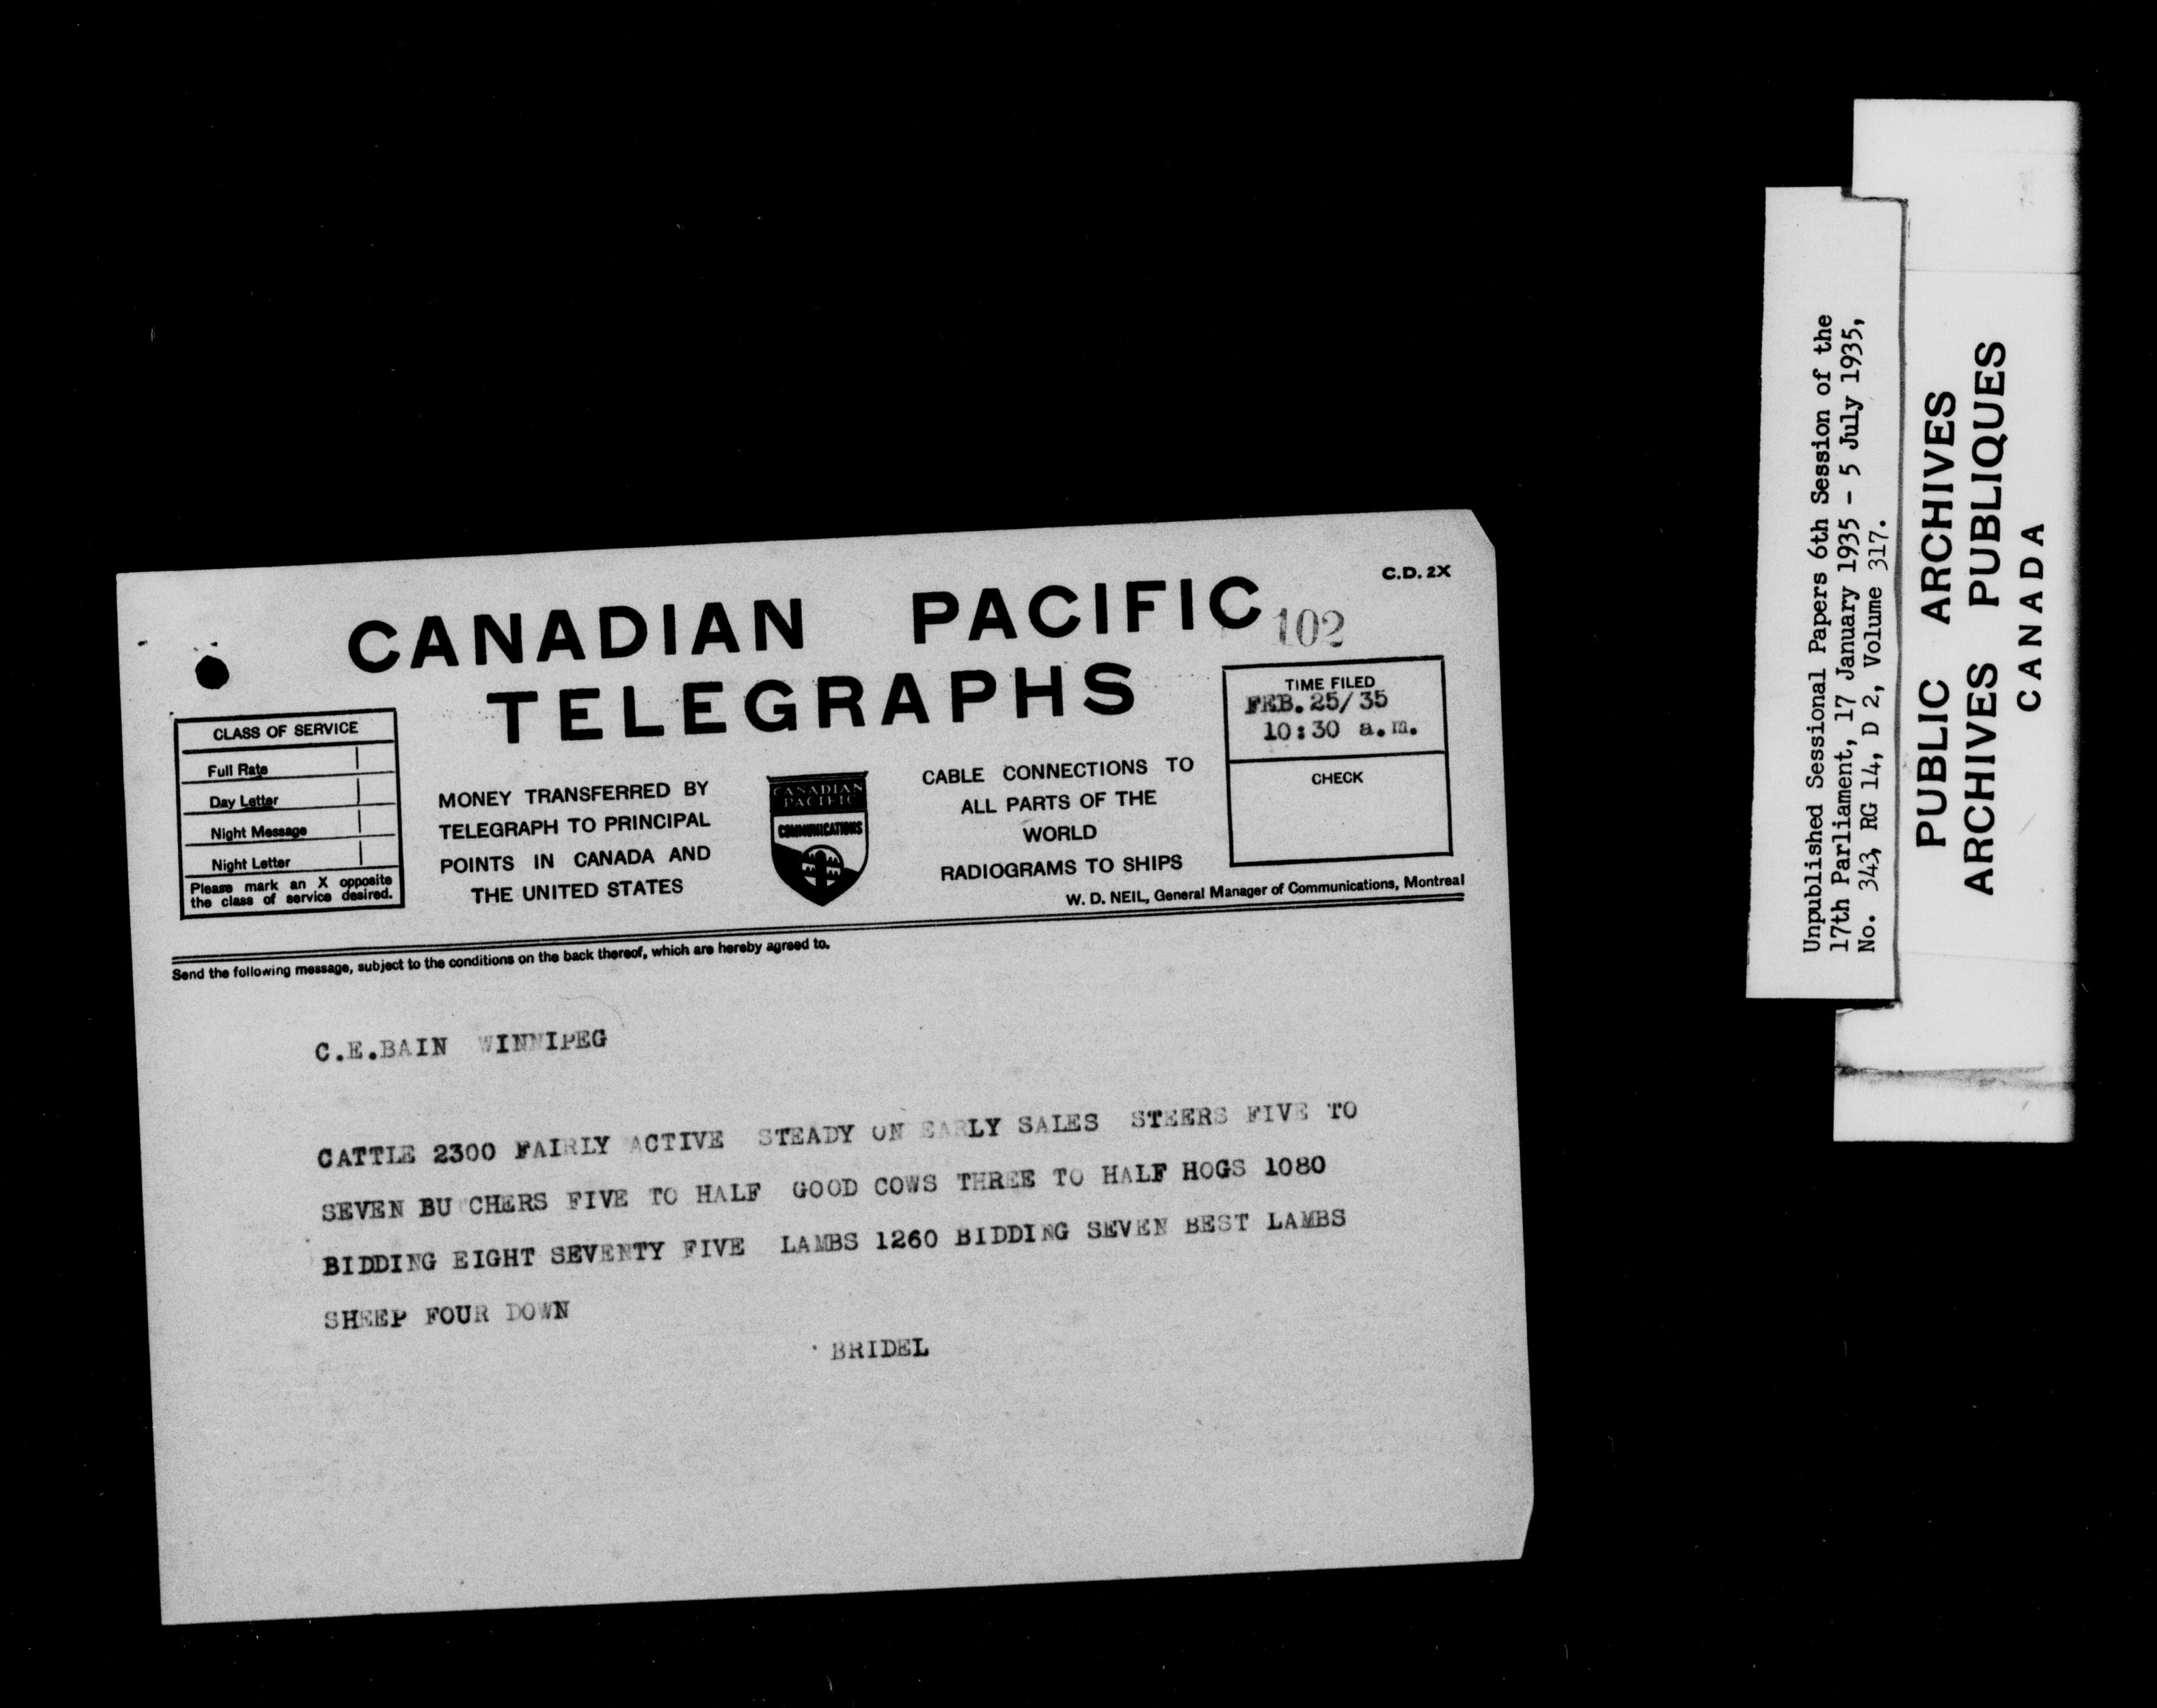 C.D. 2X
CANADIAN PACIFIC
102
TELEGRAPHS
TIME FILED
FEB. 25/35
10:30 a.m.
CHECK
CLASS OF SERVICE
Full Rate
Day Letter
Night Message
Night Letter
Please mark an X opposite
the class of service desired.
MONEY TRANSFERRED BY
TELEGRAPH TO PRINCIPAL
POINTS IN CANADA AND
THE UNITED STATES
CANADIAN
PACIFIC
COMMUNICATIONS
CABLE CONNECTIONS TO
ALL PARTS OF THE
WORLD
RADIOGRAMS TO SHIPS
W. D. NEIL, General Manager of Communications, Montreal
Send the following message, subject to the conditions on the back thereof, which are hereby agreed to.
C.E.BAIN WINNIPEG
CATTLE 2300 FAIRLY ACTIVE STEADY ON EARLY SALES STEERS FIVE TO
SEVEN BUTCHERS FIVE TO HALF GOOD COWS THREE TO HALF HOGS 1080
BIDDING EIGHT SEVENTY FIVE LAMBS 1260 BIDDING SEVEN BEST LAMBS
SHEEP FOUR DOWN
BRIDEL
Unpublished Sessional Papers 6th Session of the
17th Parliament, 17 January 1935 - 5 July 1935,
No. 343, RG 14, D 2, Volume 317.
PUBLIC ARCHIVES
ARCHIVES PUBLIQUES
CANADA